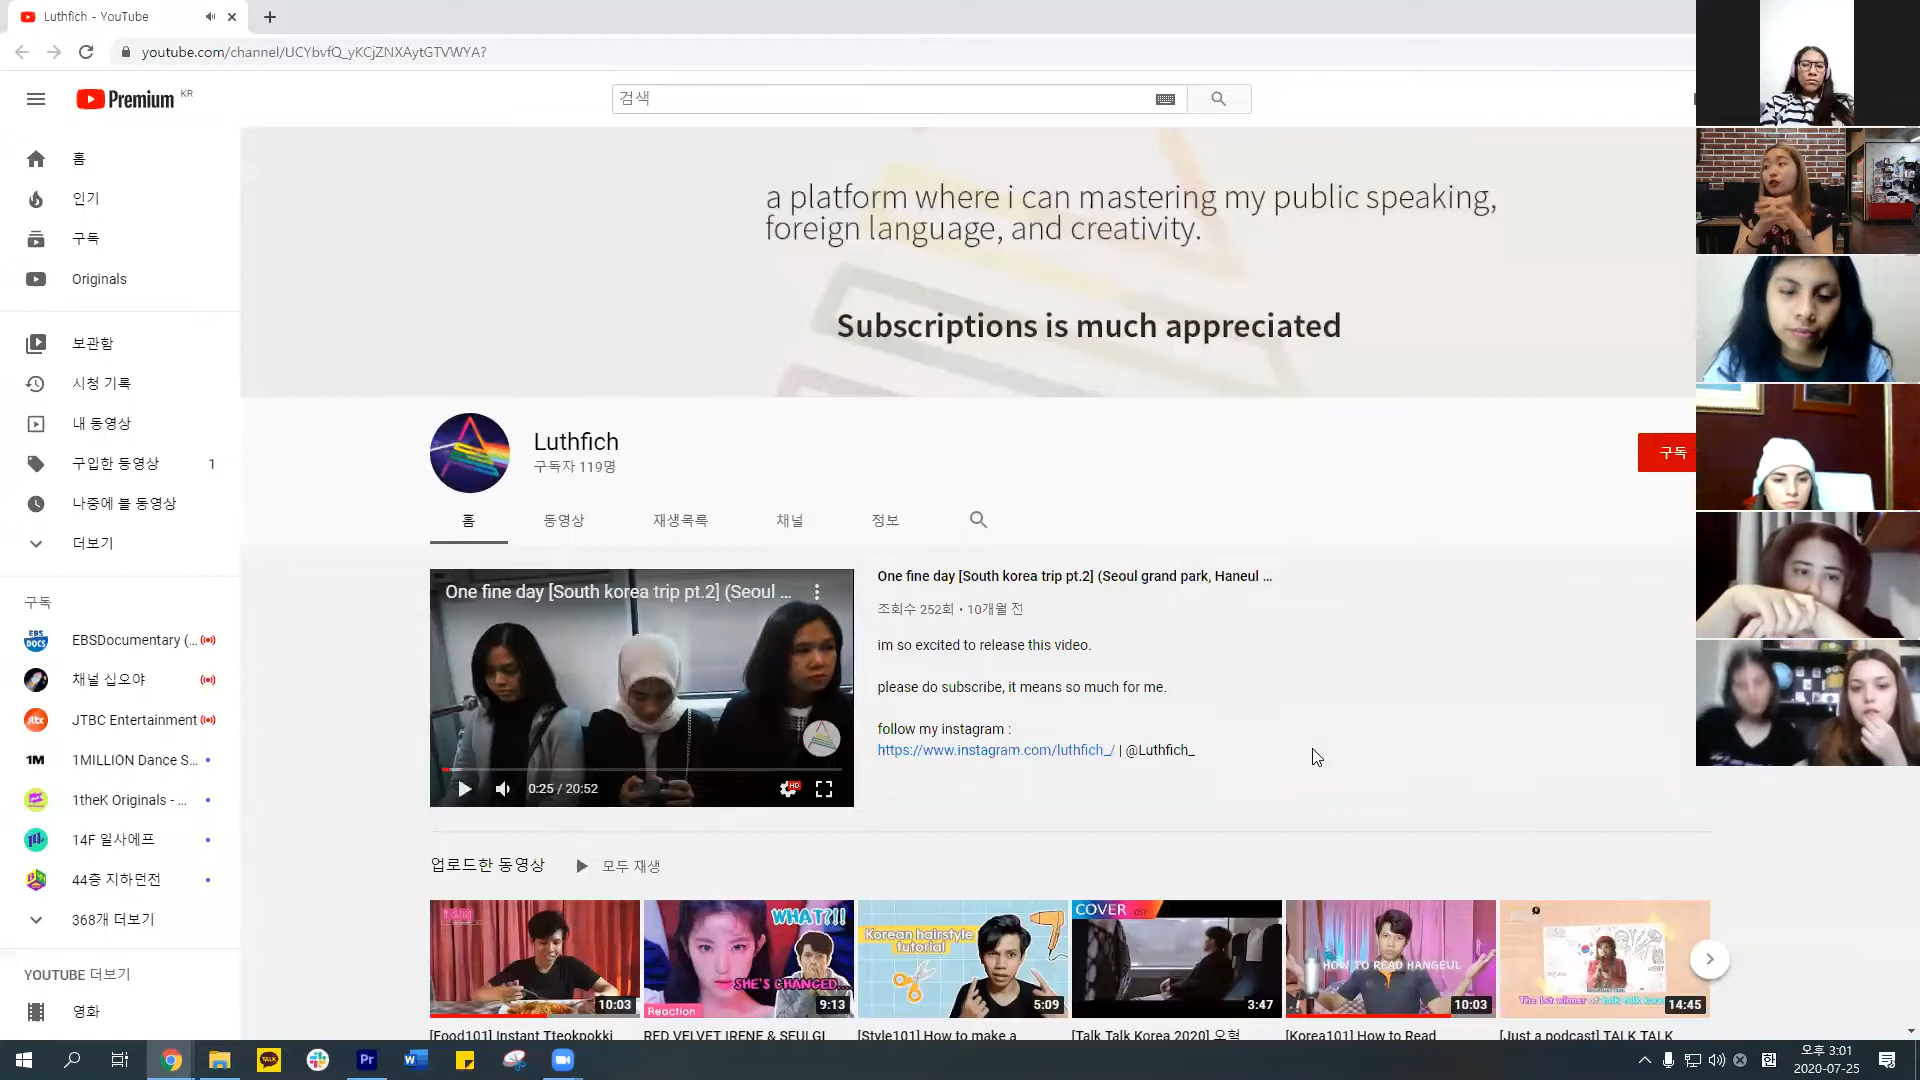 Luthfich - YouTube
youtube.com/channel/UCYbvfQ_yKCjZNXAytGTVWYA?
Premium KR
검색
홈
인기
구독
Originals
보관함
시청 기록
내 동영상
구입한 동영상 1
나중에 볼 동영상
더보기
구독
EBSDocumentary (...
채널 십오야
JTBC Entertainment
1MILLION Dance S...
1theK Originals - ...
14F 일사에프
44층 지하던전
368개 더보기
YOUTUBE 더보기
영화
a platform where i can mastering my public speaking,
foreign language, and creativity.
Subscriptions is much appreciated
Luthfich
구독자 119명
구독
홈 동영상 재생목록 채널 정보
One fine day [South korea trip pt.2] (Seoul ...
0:25 / 20:52
HD
One fine day [South korea trip pt.2] (Seoul grand park, Haneul ...
조회수 252회 • 10개월 전
im so excited to release this video.
please do subscribe, it means so much for me.
follow my instagram :
https://www.instagram.com/luthfich_/ | @Luthfich_
업로드한 동영상 모두 재생
10:03
WHAT?!!
SHE'S CHANGED...
Reaction
9:13
Korean hairstyle
tutorial
5:09
COVER OST
3:47
HOW TO READ HANGEUL
10:03
The 1st winner of talk talk korea
14:45
[Food101] Instant Tteokpokki
RED VELVET IRENE & SEULGI
[Style101] How to make a
[Talk Talk Korea 2020] 오혁
[Korea101] How to Read
[Just a podcast] TALK TALK
오후 3:01
2020-07-25